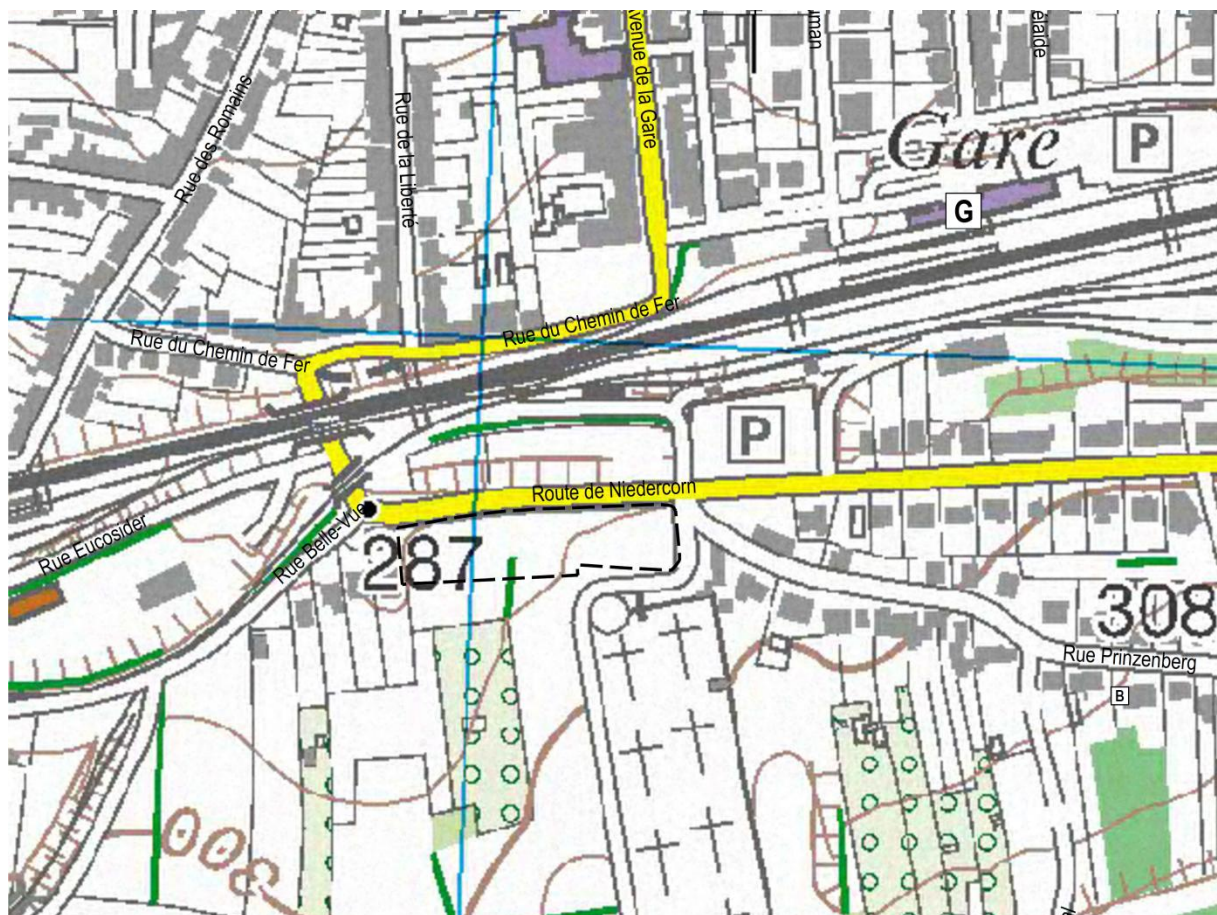 Rue des Romains
Rue de la Liberté
Avenue de la Gare
Gare
P
G
Rue du Chemin de Fer
Rue du Chemin de Fer
P
Route de Niedercorn
Rue Eucosider
Rue Belle-Vue
287
308
Rue Prinzenberg
B
300